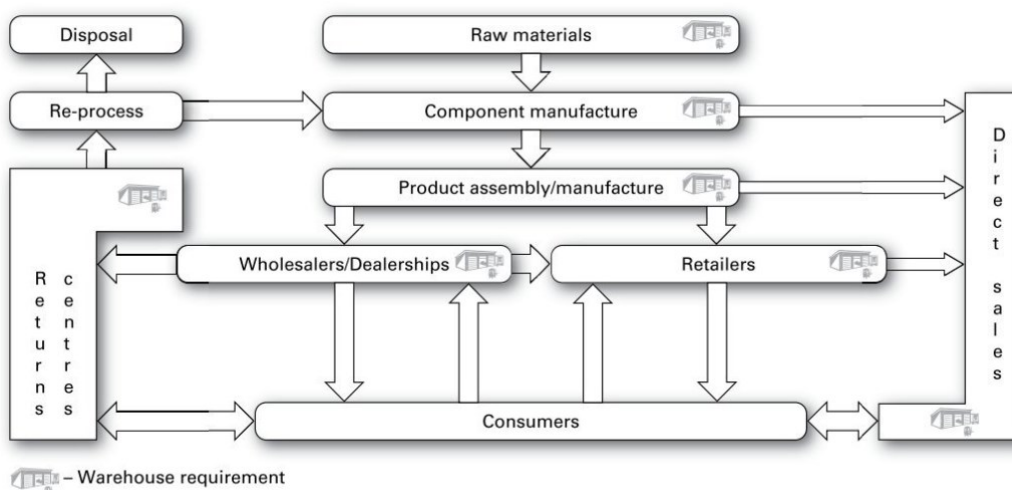 Disposal
Raw materials
Re-process
Component manufacture
Product assembly/manufacture
Wholesalers/Dealerships
Retailers
Returns
centres
Direct sales
Consumers
– Warehouse requirement